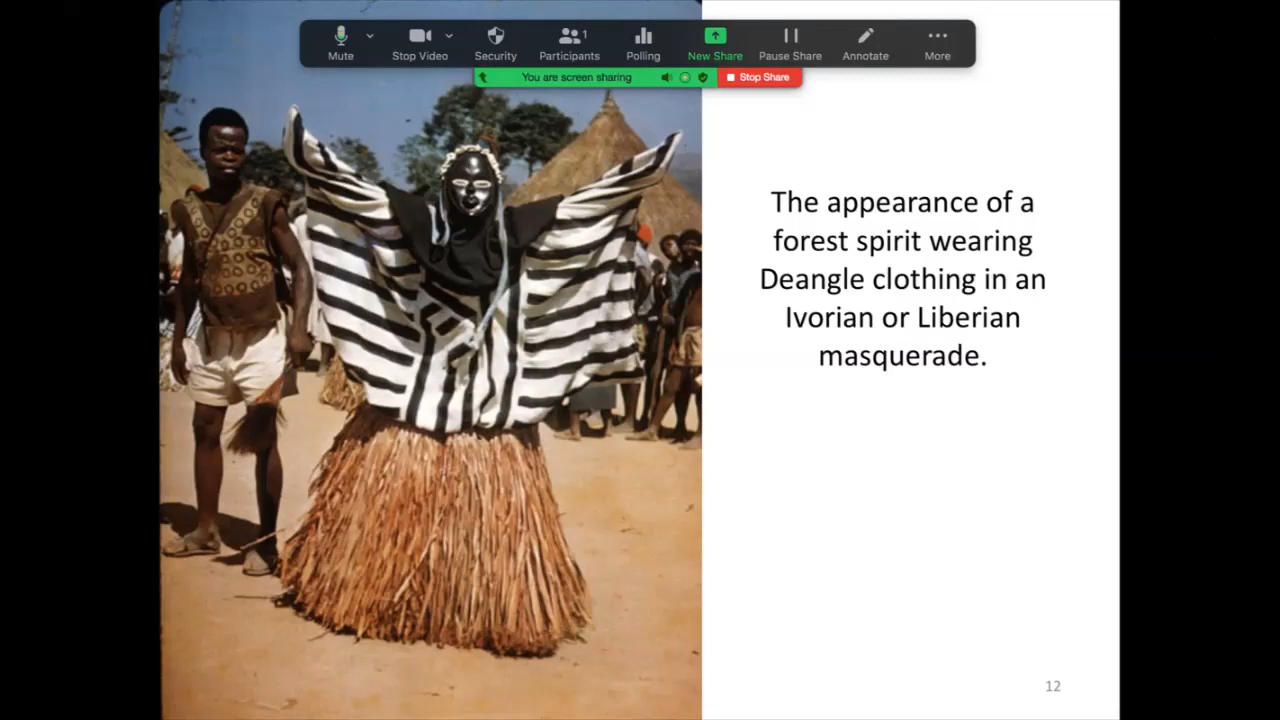 Mute
Stop Video
Security
Participants
1
Polling
New Share
Pause Share
Annotate
More
You are screen sharing
Stop Share
The appearance of a
forest spirit wearing
Deangle clothing in an
Ivorian or Liberian
masquerade.
12